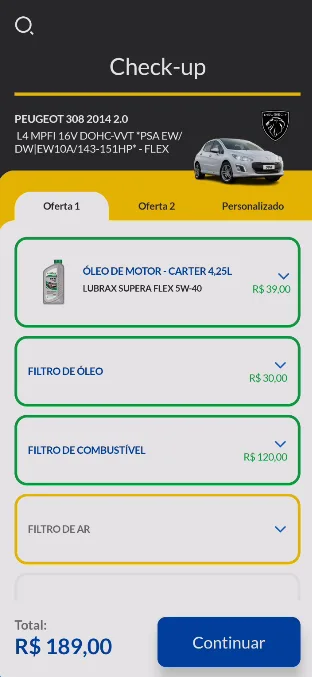 Check-up
PEUGEOT 308 2014 2.0
L4 MPFI 16V DOHC-VVT "PSA EW/
DW|EW10A/143-151HP" - FLEX
Oferta 1
Oferta 2
Personalizado
ÓLEO DE MOTOR - CARTER 4,25L
LUBRAX SUPERA FLEX 5W-40
R$ 39,00
FILTRO DE ÓLEO
R$ 30,00
FILTRO DE COMBUSTÍVEL
R$ 120,00
FILTRO DE AR
Total:
R$ 189,00
Continuar